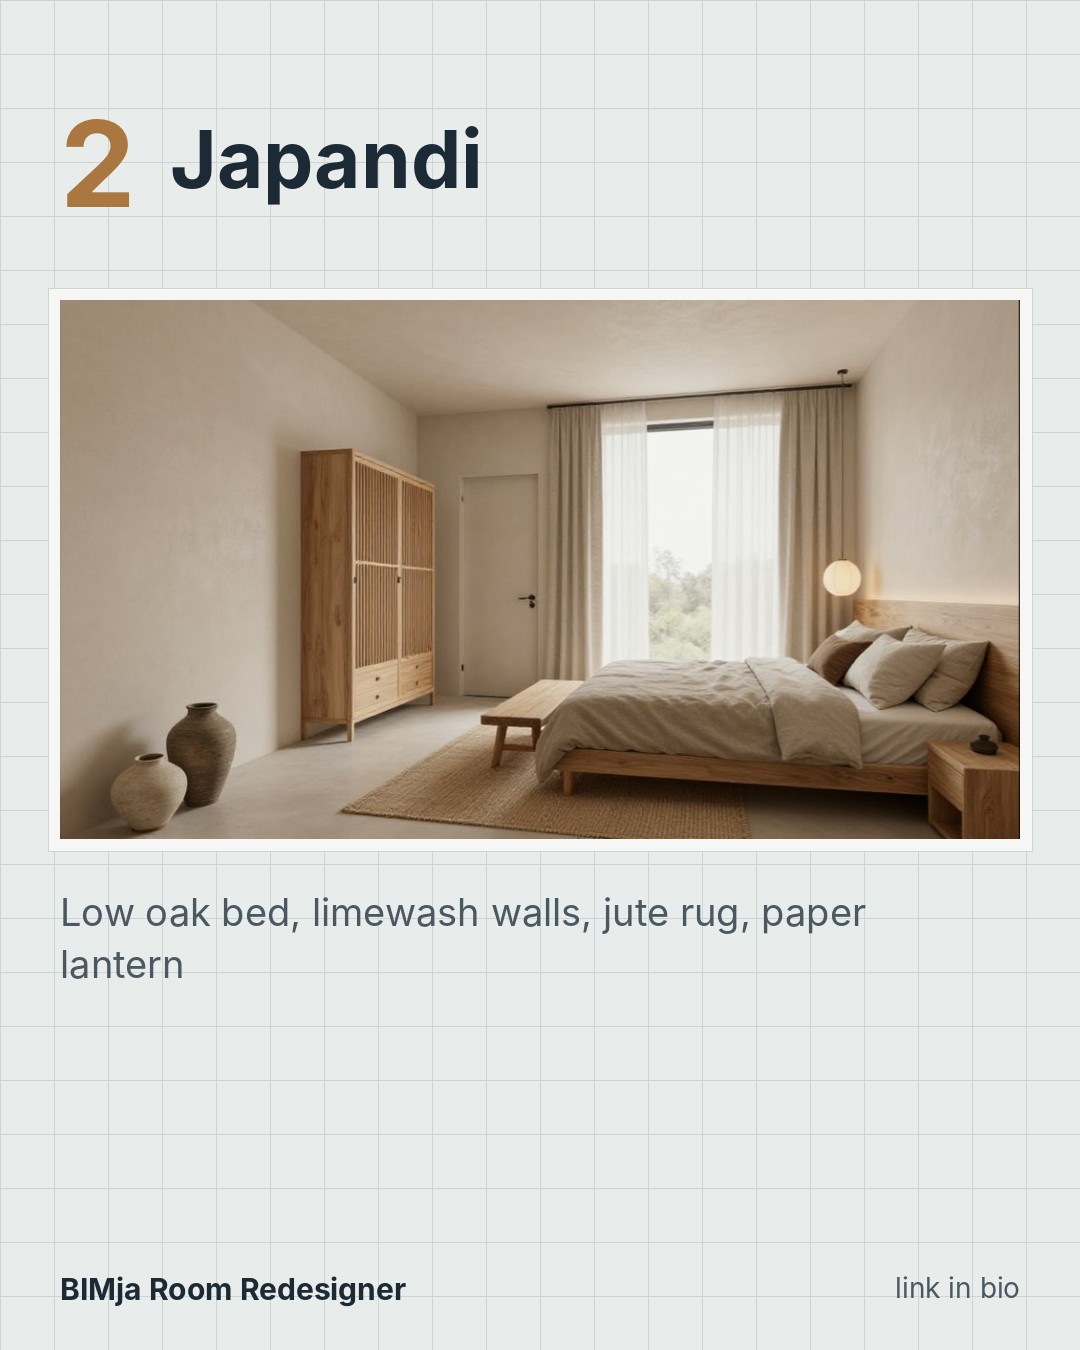 2 Japandi
Low oak bed, limewash walls, jute rug, paper
lantern
BIMja Room Redesigner
link in bio